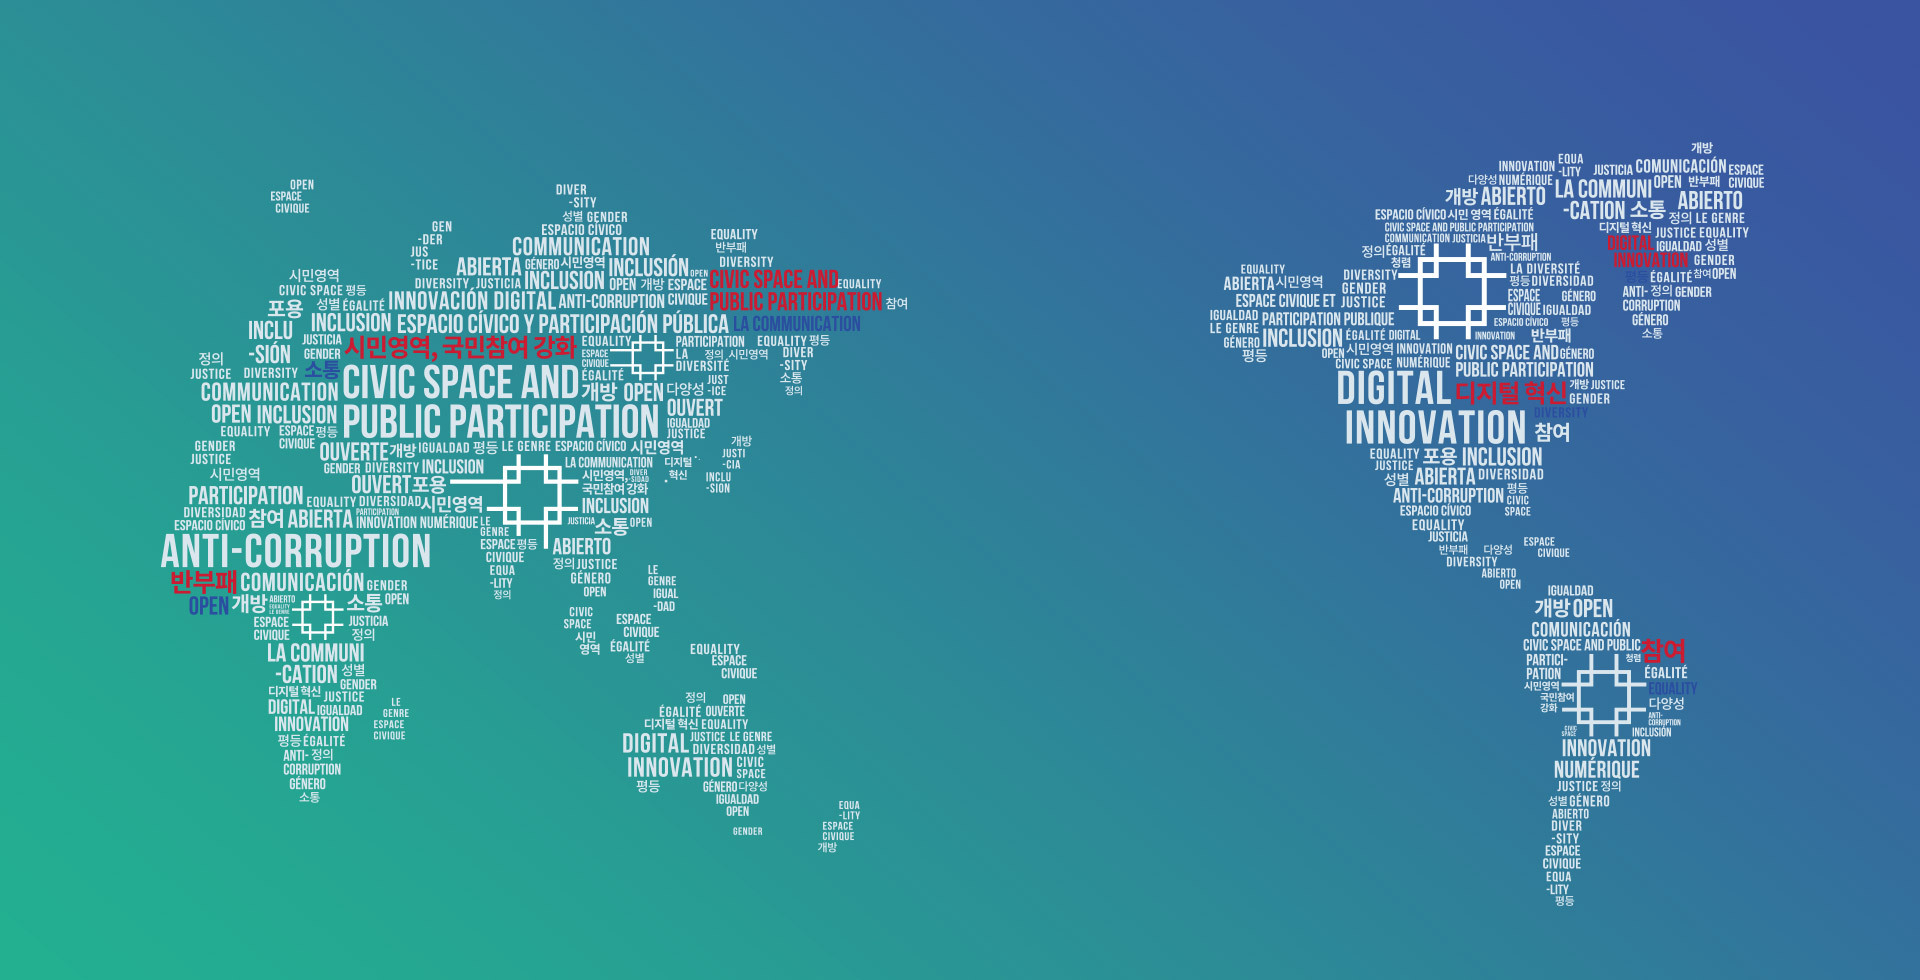 OPEN
ESPACE
CIVIQUE
DIVER
-SITY
성별 GENDER
ESPACIO CÍVICO
COMMUNICATION
GEN
-DER
JUS
-TICE
ABIERTA GÉNERO 시민영역 INCLUSIÓN OPEN
DIVERSITY JUSTICIA INCLUSION OPEN 개방 ESPACE
INNOVACIÓN DIGITAL ANTI-CORRUPTION CIVIQUE
EQUALITY
반부패
DIVERSITY
CIVIC SPACE AND EQUALITY
PUBLIC PARTICIPATION 참여
LA COMMUNICATION
시민영역
CIVIC SPACE 평등
포용 성별 ÉGALITÉ
INCLU
-SIÓN
INCLUSION ESPACIO CÍVICO Y PARTICIPACIÓN PÚBLICA
JUSTICIA
GENDER
시민영역, 국민참여 강화
EQUALITY
ESPACE
CIVIQUE
ÉGALITÉ
PARTICIPATION EQUALITY 평등
LA
DIVERSITÉ
정의, 시민영역
DIVER
-SITY
소통
정의
JUST
-ICE
정의
JUSTICE
DIVERSITY 소통
COMMUNICATION
CIVIC SPACE AND
PUBLIC PARTICIPATION
개방 OPEN 다양성
OUVERT
IGUALDAD
JUSTICE
OPEN INCLUSION
EQUALITY ESPACE 평등
CIVIQUE
GENDER
JUSTICE
시민영역
OUVERTE 개방 IGUALDAD 평등 LE GENRE ESPACIO CÍVICO 시민영역
GENDER DIVERSITY INCLUSION
LA COMMUNICATION 디지털
혁신
시민영역, DIVER
-SIDAD
국민참여 강화
개방
JUSTI
-CIA
INCLU
-SION
OUVERT 포용
PARTICIPATION EQUALITY DIVERSIDAD 시민영역
INCLUSION
DIVERSIDAD
ESPACIO CÍVICO
참여 ABIERTA PARTICIPATION
INNOVATION NUMÉRIQUE LE
GENRE
JUSTICIA 소통 OPEN
ANTI-CORRUPTION
ESPACE 평등
CIVIQUE
EQUA
-LITY
정의
ABIERTO
정의 JUSTICE
GÉNERO
OPEN
반부패 COMUNICACIÓN GENDER
OPEN 개방 ABIERTO
EQUALITY
LE GENRE
소통 OPEN
ESPACE
CIVIQUE
JUSTICIA
정의
LA COMMUNI
-CATION 성별
GENDER
디지털 혁신 JUSTICE
DIGITAL IGUALDAD
INNOVATION
평등 ÉGALITÉ
ANTI- 정의
CORRUPTION
GÉNERO
소통
LE
GENRE
ESPACE
CIVIQUE
LE
GENRE
IGUAL
-DAD
CIVIC
SPACE
시민
영역
ESPACE
CIVIQUE
ÉGALITÉ
성별
EQUALITY
ESPACE
CIVIQUE
정의 OPEN
ÉGALITÉ OUVERTE
디지털 혁신 EQUALITY
DIGITAL JUSTICE LE GENRE
DIVERSIDAD 성별
INNOVATION CIVIC
SPACE
평등 GÉNERO 다양성
IGUALDAD
OPEN
GENDER
EQUA
-LITY
ESPACE
CIVIQUE
개방
개방
EQUA
-LITY
INNOVATION
JUSTICIA COMUNICACIÓN ESPACE
CIVIQUE
다양성 NUMÉRIQUE LA COMMUNI OPEN 반부패
-CATION 소통
개방 ABIERTO
ABIERTO
정의 LE GENRE
ESPACIO CÍVICO 시민 영역 ÉGALITÉ
CIVIC SPACE AND PUBLIC PARTICIPATION
COMMUNICATION JUSTICIA 반부패
디지털 혁신 JUSTICE EQUALITY
DIGITAL IGUALDAD 성별
INNOVATION GENDER
평등 ÉGALITÉ 참여 OPEN
ANTI- 정의 GENDER
CORRUPTION
GÉNERO
소통
정의 ÉGALITÉ
청렴
ANTI-CORRUPTION
LA DIVERSITÉ
평등 DIVERSIDAD
ESPACE
CIVIQUE
GÉNERO
IGUALDAD
ESPACIO CÍVICO 평등
INNOVATION 반부패
EQUALITY
ABIERTA 시민영역
DIVERSITY
GENDER
ESPACE CIVIQUE ET JUSTICE
IGUALDAD
LE GENRE
PARTICIPATION PUBLIQUE
GÉNERO
평등
INCLUSION ÉGALITÉ DIGITAL
OPEN 시민영역 INNOVATION
CIVIC SPACE NUMÉRIQUE
CIVIC SPACE AND GÉNERO
PUBLIC PARTICIPATION
DIGITAL 디지털 혁신 개방 JUSTICE
GENDER
DIVERSITY
INNOVATION 참여
EQUALITY
JUSTICE
포용 INCLUSION
성별 ABIERTA DIVERSIDAD
ANTI-CORRUPTION 평등
ESPACIO CÍVICO CIVIC
SPACE
EQUALITY
JUSTICIA
반부패 다양성
DIVERSITY
ESPACE
CIVIQUE
ABIERTO
OPEN
IGUALDAD
개방 OPEN
COMUNICACIÓN
CIVIC SPACE AND PUBLIC 참여
PARTICI-
PATION
청렴
ÉGALITÉ
시민영역
국민참여
강화
EQUALITY
다양성
ANTI-
CORRUPTION
CIVIC
SPACE
INCLUSIÓN
INNOVATION
NUMÉRIQUE
JUSTICE 정의
성별 GÉNERO
ABIERTO
DIVER
-SITY
ESPACE
CIVIQUE
EQUA
-LITY
평등